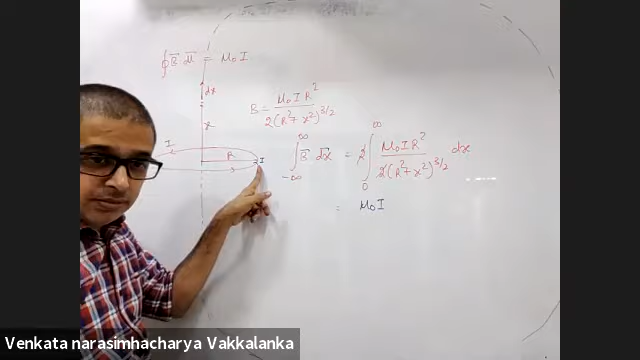 ∮B⃗ dl⃗ = μ₀I
dx
x
B = μ₀IR² / 2(R²+x²)^3/2
I
R
I
∫_{-∞}^{∞} B⃗ dx⃗ = 2∫_{0}^{∞} μ₀IR² / 2(R²+x²)^3/2 dx
= μ₀I
Venkata narasimhacharya Vakkalanka